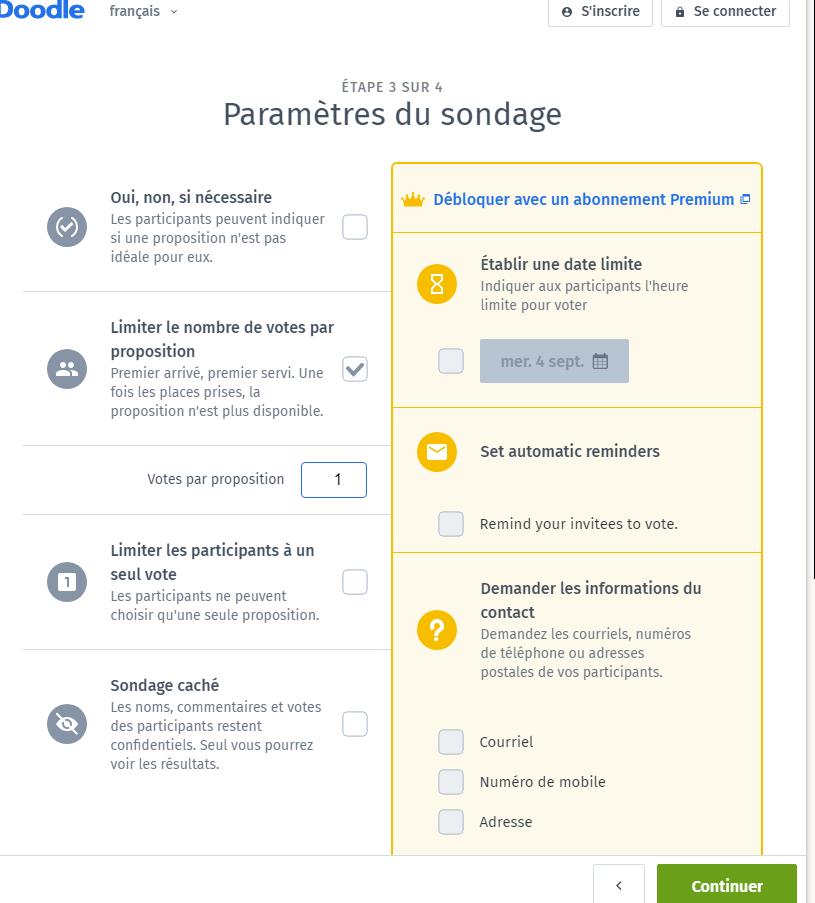 Doodle
français
S'inscrire
Se connecter
ÉTAPE 3 SUR 4
Paramètres du sondage
Oui, non, si nécessaire
Les participants peuvent indiquer
si une proposition n'est pas
idéale pour eux.
Limiter le nombre de votes par
proposition
Premier arrivé, premier servi. Une
fois les places prises, la
proposition n'est plus disponible.
Votes par proposition
1
1
Limiter les participants à un
seul vote
Les participants ne peuvent
choisir qu'une seule proposition.
Sondage caché
Les noms, commentaires et votes
des participants restent
confidentiels. Seul vous pourrez
voir les résultats.
Débloquer avec un abonnement Premium
Établir une date limite
Indiquer aux participants l'heure
limite pour voter
mer. 4 sept.
Set automatic reminders
Remind your invitees to vote.
?
Demander les informations du
contact
Demandez les courriels, numéros
de téléphone ou adresses
postales de vos participants.
Courriel
Numéro de mobile
Adresse
Continuer